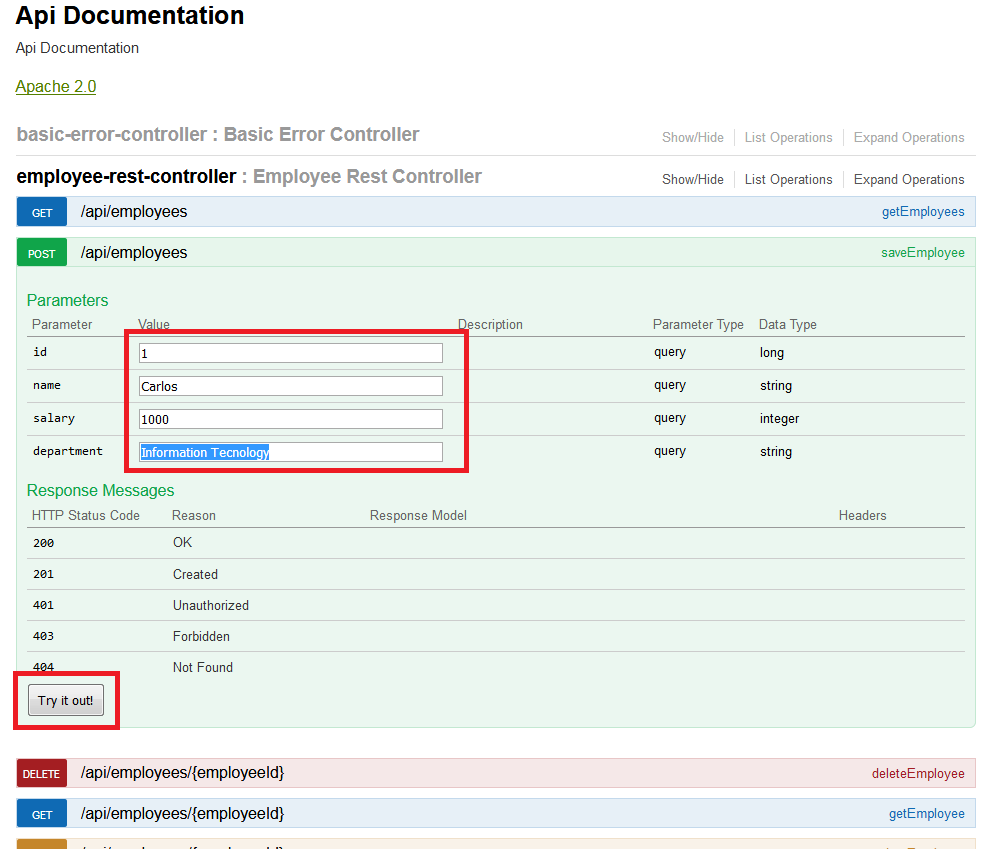 Api Documentation
Api Documentation
Apache 2.0
basic-error-controller : Basic Error Controller Show/Hide List Operations Expand Operations
employee-rest-controller : Employee Rest Controller Show/Hide List Operations Expand Operations
GET /api/employees getEmployees
POST /api/employees saveEmployee
Parameters
Parameter Value Description Parameter Type Data Type
id 1 query long
name Carlos query string
salary 1000 query integer
department Information Tecnology query string
Response Messages
HTTP Status Code Reason Response Model Headers
200 OK
201 Created
401 Unauthorized
403 Forbidden
404 Not Found
Try it out!
DELETE /api/employees/{employeeId} deleteEmployee
GET /api/employees/{employeeId} getEmployee